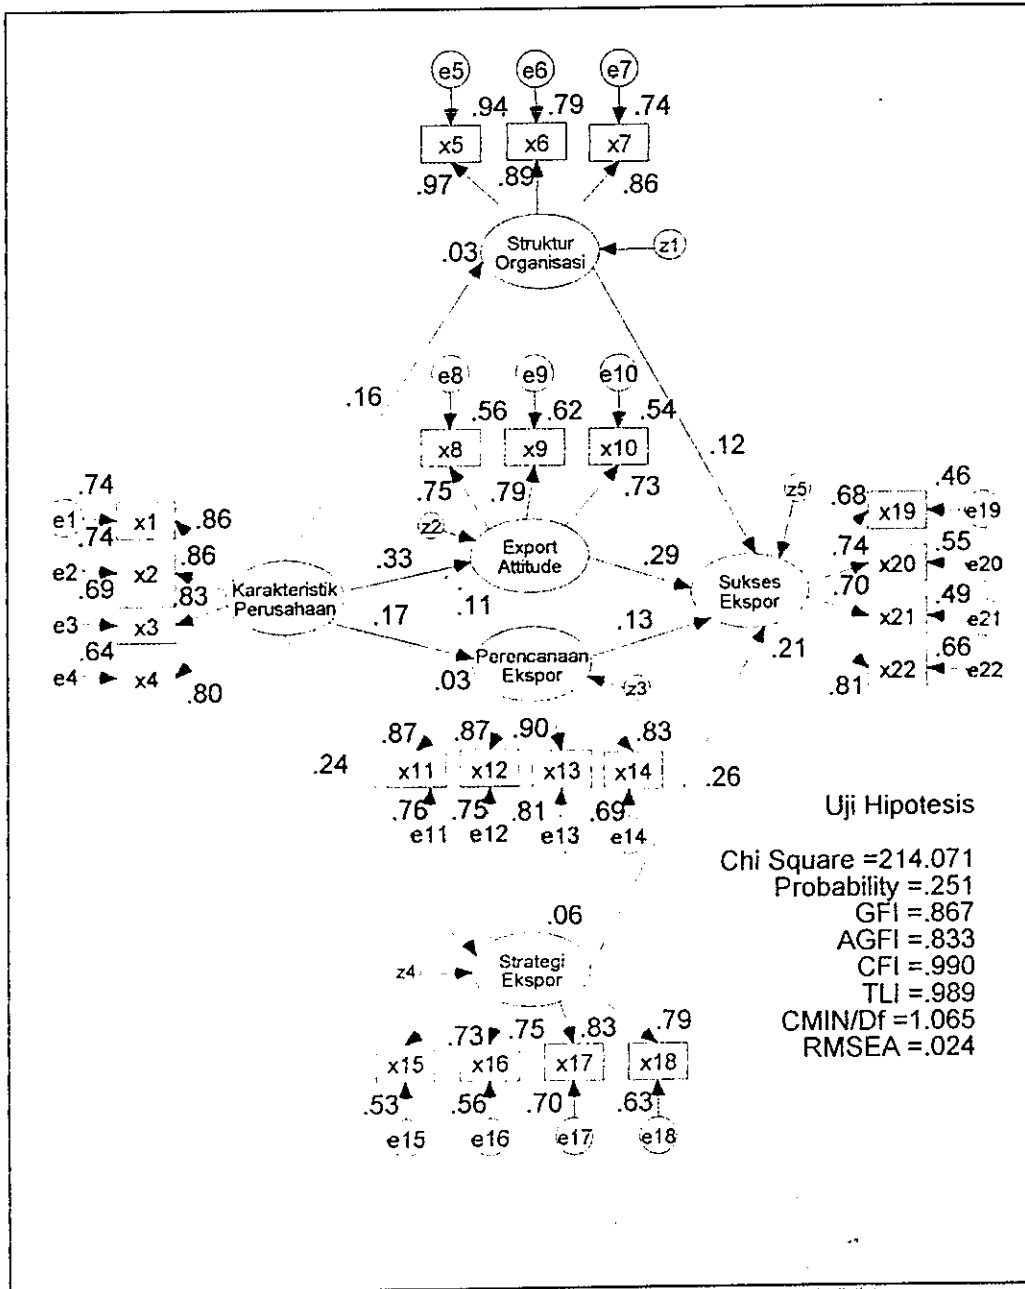 e5 e6 e7
.94 .79 .74
x5 x6 x7
.97 .89 .86
.03 Struktur
Organisasi
z1
.16
e8 e9 e10
.56 .62 .54
x8 x9 x10
.75 .79 .73
.12
z2
Export
Attitude
z5
.74
e1 x1 .86
.74
e2 x2 .86
.69
e3 x3 .83
.64
e4 x4 .80
Karakteristik
Perusahaan
.33
.11
.17
.29
.13
Sukses
Ekspor
.21
.68 x19 .46 e19
.74 x20 .55 e20
.70 x21 .49 e21
.81 x22 .66 e22
Perencanaan
Ekspor
.03
z3
.87 .87 .90 .83
.24 x11 x12 x13 x14 .26
.76 .75 .81 .69
e11 e12 e13 e14
Uji Hipotesis
Chi Square =214.071
Probability =.251
GFI =.867
AGFI =.833
CFI =.990
TLI =.989
CMIN/Df =1.065
RMSEA =.024
.06
z4
Strategi
Ekspor
.73 .75 .83 .79
x15 x16 x17 x18
.53 .56 .70 .63
e15 e16 e17 e18